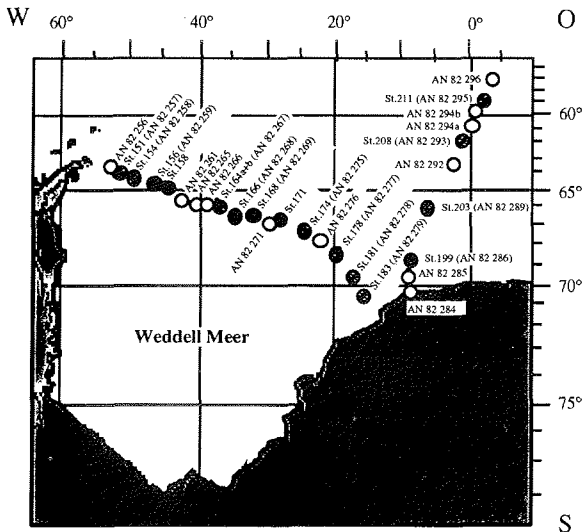 W
O
60° 40° 20° 0°
AN 82 296
St.211 (AN 82 295)
AN 82 294b
AN 82 294a
St.208 (AN 82 293)
AN 82 292
St.203 (AN 82 289)
St.199 (AN 82 286)
AN 82 285
AN 82 284
AN 82 256
St.151 (AN 82 257)
St.154 (AN 82 258)
St.156 (AN 82 259)
St.158
AN 82 261
AN 82 265
AN 82 266
St.164a+b (AN 82 267)
St.166 (AN 82 268)
St.168 (AN 82 269)
AN 82 271
St.171
St.174 (AN 82 275)
AN 82 276
St.178 (AN 82 277)
St.181 (AN 82 278)
St.183 (AN 82 279)
Weddell Meer
60°
65°
70°
75°
S